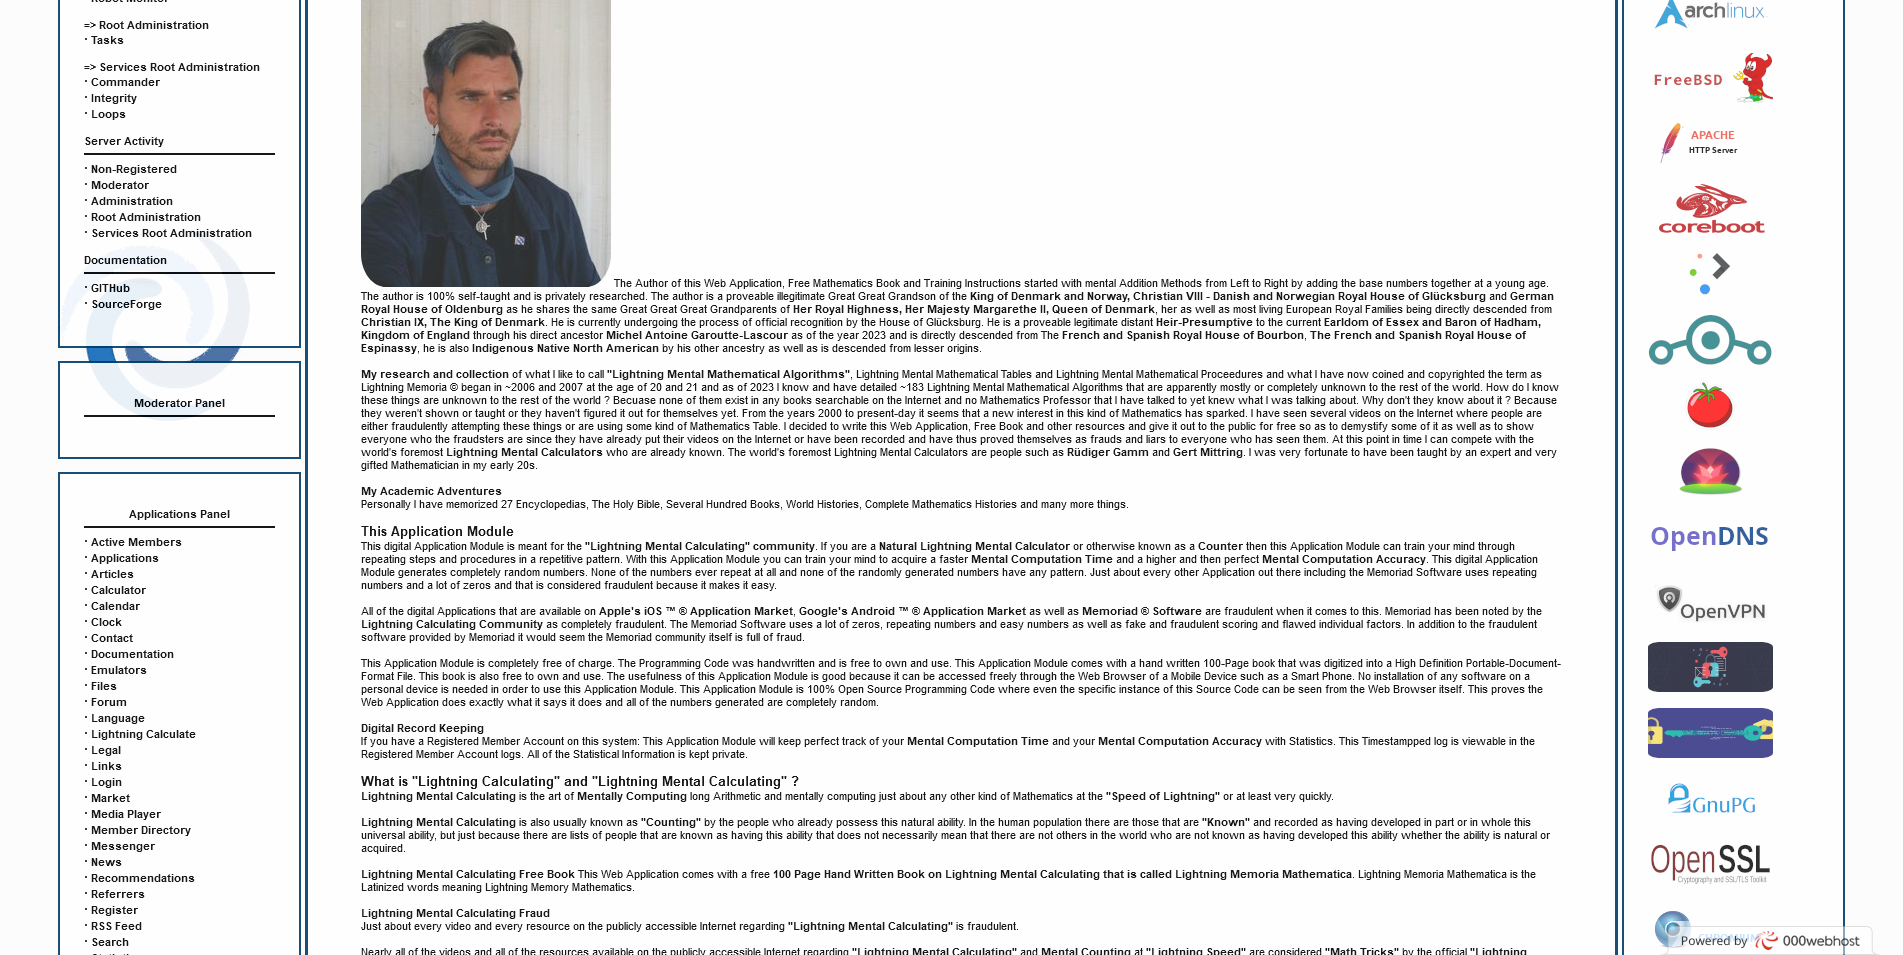 => Root Administration
· Tasks
=> Services Root Administration
· Commander
· Integrity
· Loops
Server Activity
· Non-Registered
· Moderator
· Administration
· Root Administration
· Services Root Administration
Documentation
· GITHub
· SourceForge
Moderator Panel
Applications Panel
· Active Members
· Applications
· Articles
· Calculator
· Calendar
· Clock
· Contact
· Documentation
· Emulators
· Files
· Forum
· Language
· Lightning Calculate
· Legal
· Links
· Login
· Market
· Media Player
· Member Directory
· Messenger
· News
· Recommendations
· Referrers
· Register
· RSS Feed
· Search
The Author of this Web Application, Free Mathematics Book and Training Instructions started with mental Addition Methods from Left to Right by adding the base numbers together at a young age.
The author is 100% self-taught and is privately researched. The author is a proveable illegitimate Great Great Grandson of the King of Denmark and Norway, Christian VIII - Danish and Norwegian Royal House of Glücksburg and German
Royal House of Oldenburg as he shares the same Great Great Great Grandparents of Her Royal Highness, Her Majesty Margarethe II, Queen of Denmark, her as well as most living European Royal Families being directly descended from
Christian IX, The King of Denmark. He is currently undergoing the process of official recognition by the House of Glücksburg. He is a proveable legitimate distant Heir-Presumptive to the current Earldom of Essex and Baron of Hadham,
Kingdom of England through his direct ancestor Michel Antoine Garoutte-Lascour as of the year 2023 and is directly descended from The French and Spanish Royal House of Bourbon, The French and Spanish Royal House of
Espinassy, he is also Indigenous Native North American by his other ancestry as well as is descended from lesser origins.
My research and collection of what I like to call "Lightning Mental Mathematical Algorithms", Lightning Mental Mathematical Tables and Lightning Mental Mathematical Proceedures and what I have now coined and copyrighted the term as
Lightning Memoria © began in ~2006 and 2007 at the age of 20 and 21 and as of 2023 I know and have detailed ~183 Lightning Mental Mathematical Algorithms that are apparently mostly or completely unknown to the rest of the world. How do I know
these things are unknown to the rest of the world ? Becuase none of them exist in any books searchable on the Internet and no Mathematics Professor that I have talked to yet knew what I was talking about. Why don't they know about it ? Because
they weren't shown or taught or they haven't figured it out for themselves yet. From the years 2000 to present-day it seems that a new interest in this kind of Mathematics has sparked. I have seen several videos on the Internet where people are
either fraudulently attempting these things or are using some kind of Mathematics Table. I decided to write this Web Application, Free Book and other resources and give it out to the public for free so as to demystify some of it as well as to show
everyone who the fraudsters are since they have already put their videos on the Internet or have been recorded and have thus proved themselves as frauds and liars to everyone who has seen them. At this point in time I can compete with the
world's foremost Lightning Mental Calculators who are already known. The world's foremost Lightning Mental Calculators are people such as Rüdiger Gamm and Gert Mittring. I was very fortunate to have been taught by an expert and very
gifted Mathematician in my early 20s.
My Academic Adventures
Personally I have memorized 27 Encyclopedias, The Holy Bible, Several Hundred Books, World Histories, Complete Mathematics Histories and many more things.
This Application Module
This digital Application Module is meant for the "Lightning Mental Calculating" community. If you are a Natural Lightning Mental Calculator or otherwise known as a Counter then this Application Module can train your mind through
repeating steps and procedures in a repetitive pattern. With this Application Module you can train your mind to acquire a faster Mental Computation Time and a higher and then perfect Mental Computation Accuracy. This digital Application
Module generates completely random numbers. None of the numbers ever repeat at all and none of the randomly generated numbers have any pattern. Just about every other Application out there including the Memoriad Software uses repeating
numbers and a lot of zeros and that is considered fraudulent because it makes it easy.
All of the digital Applications that are available on Apple's iOS ™ ® Application Market, Google's Android ™ ® Application Market as well as Memoriad ® Software are fraudulent when it comes to this. Memoriad has been noted by the
Lightning Calculating Community as completely fraudulent. The Memoriad Software uses a lot of zeros, repeating numbers and easy numbers as well as fake and fraudulent scoring and flawed individual factors. In addition to the fraudulent
software provided by Memoriad it would seem the Memoriad community itself is full of fraud.
This Application Module is completely free of charge. The Programming Code was handwritten and is free to own and use. This Application Module comes with a hand written 100-Page book that was digitized into a High Definition Portable-Document-
Format File. This book is also free to own and use. The usefulness of this Application Module is good because it can be accessed freely through the Web Browser of a Mobile Device such as a Smart Phone. No installation of any software on a
personal device is needed in order to use this Application Module. This Application Module is 100% Open Source Programming Code where even the specific instance of this Source Code can be seen from the Web Browser itself. This proves the
Web Application does exactly what it says it does and all of the numbers generated are completely random.
Digital Record Keeping
If you have a Registered Member Account on this system: This Application Module will keep perfect track of your Mental Computation Time and your Mental Computation Accuracy with Statistics. This Timestampped log is viewable in the
Registered Member Account logs. All of the Statistical Information is kept private.
What is "Lightning Calculating" and "Lightning Mental Calculating" ?
Lightning Mental Calculating is the art of Mentally Computing long Arithmetic and mentally computing just about any other kind of Mathematics at the "Speed of Lightning" or at least very quickly.
Lightning Mental Calculating is also usually known as "Counting" by the people who already possess this natural ability. In the human population there are those that are "Known" and recorded as having developed in part or in whole this
universal ability, but just because there are lists of people that are known as having this ability that does not necessarily mean that there are not others in the world who are not known as having developed this ability whether the ability is natural or
acquired.
Lightning Mental Calculating Free Book This Web Application comes with a free 100 Page Hand Written Book on Lightning Mental Calculating that is called Lightning Memoria Mathematica. Lightning Memoria Mathematica is the
Latinized words meaning Lightning Memory Mathematics.
Lightning Mental Calculating Fraud
Just about every video and every resource on the publicly accessible Internet regarding "Lightning Mental Calculating" is fraudulent.
Nearly all of the videos and all of the resources available on the publicly accessible Internet regarding "Lightning Mental Calculating" and Mental Counting at "Lightning Speed" are considered "Math Tricks" by the official "Lightning
archlinux
FreeBSD
APACHE
HTTP Server
coreboot
OpenDNS
OpenVPN
GnuPG
OpenSSL
Cryptography and SSL/TLS Toolkit
Powered by 000webhost